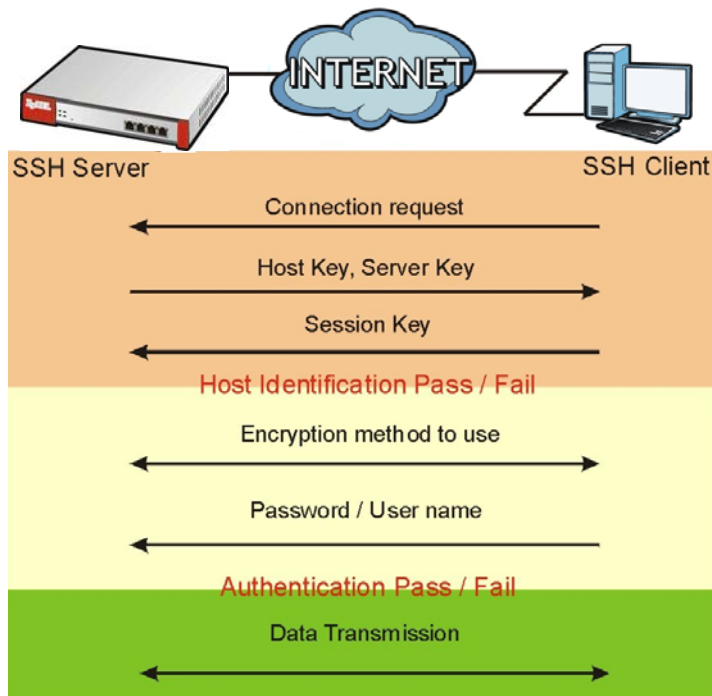 INTERNET
ZyXEL
SSH Server
SSH Client
Connection request
Host Key, Server Key
Session Key
Host Identification Pass / Fail
Encryption method to use
Password / User name
Authentication Pass / Fail
Data Transmission